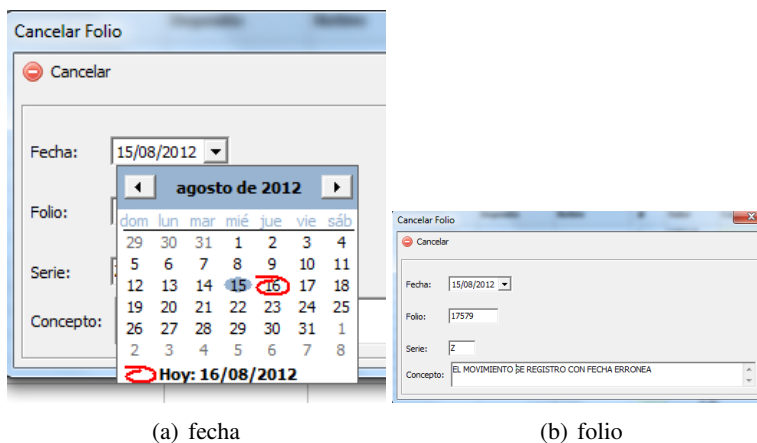 Cancelar Folio
Cancelar
Fecha: 15/08/2012
agosto de 2012
dom lun mar mié jue vie sáb
29 30 31 1 2 3 4
5 6 7 8 9 10 11
12 13 14 15 16 17 18
19 20 21 22 23 24 25
26 27 28 29 30 31 1
2 3 4 5 6 7 8
Hoy: 16/08/2012
Folio:
Serie:
Concepto:
Cancelar Folio
Cancelar
Fecha: 15/08/2012
Folio: 17579
Serie: Z
Concepto: EL MOVIMIENTO SE REGISTRO CON FECHA ERRONEA
(a) fecha
(b) folio